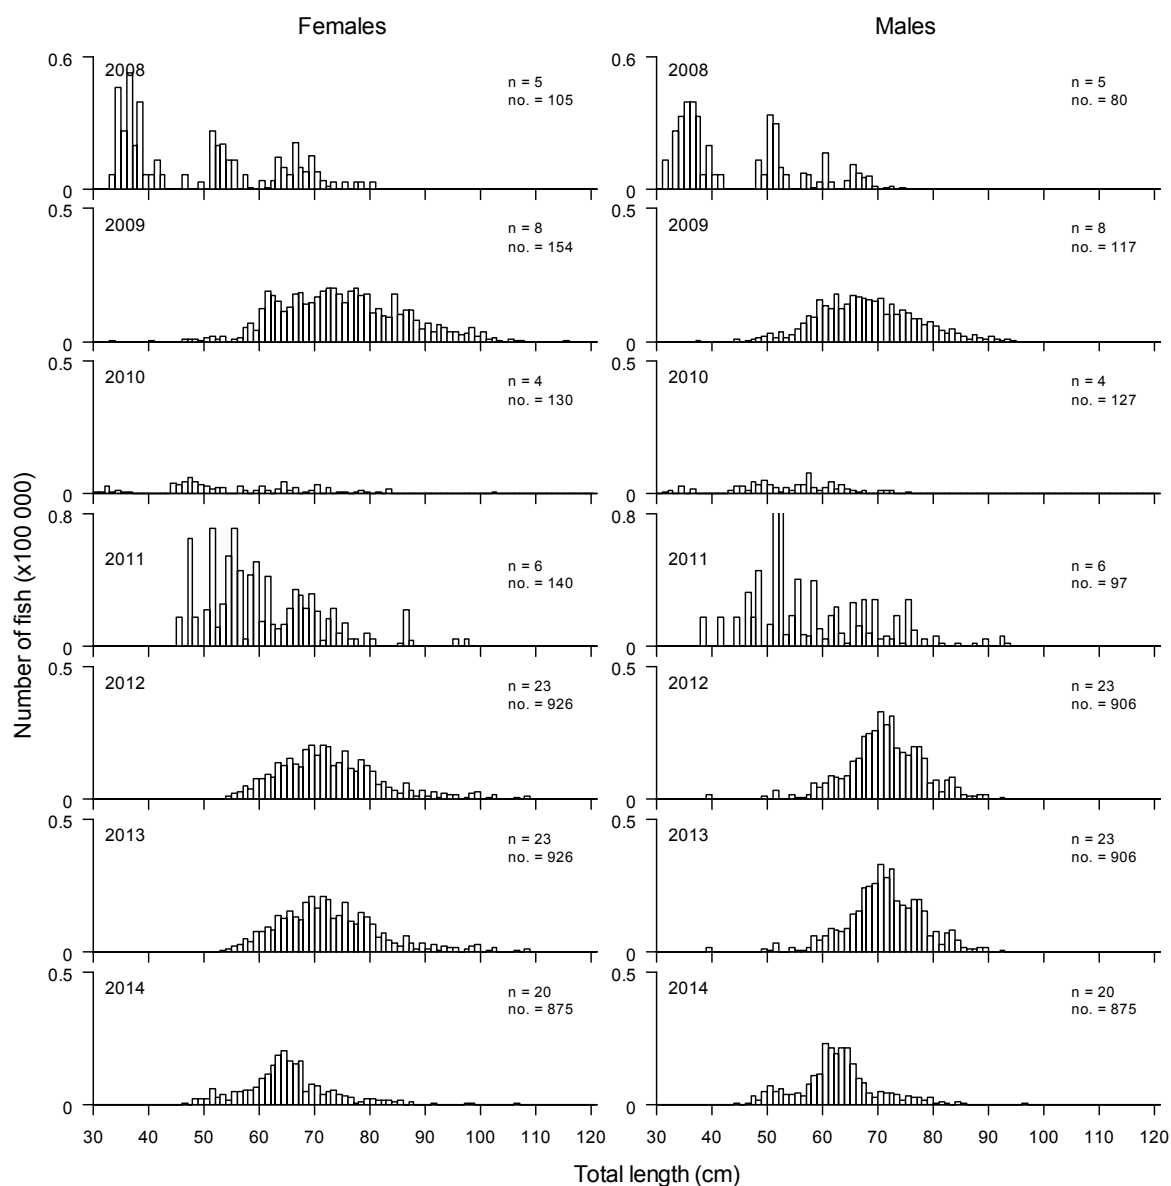 Females Males
0.6
2008
n = 5
no. = 105
0
0.6
2008
n = 5
no. = 80
0
0.5
2009
n = 8
no. = 154
0
0.5
2009
n = 8
no. = 117
0
0.5
2010
n = 4
no. = 130
0
0.5
2010
n = 4
no. = 127
0
0.8
2011
n = 6
no. = 140
0
0.8
2011
n = 6
no. = 97
0
0.5
2012
n = 23
no. = 926
0
0.5
2012
n = 23
no. = 906
0
0.5
2013
n = 23
no. = 926
0
0.5
2013
n = 23
no. = 906
0
0.5
2014
n = 20
no. = 875
0
0.5
2014
n = 20
no. = 875
0
30 40 50 60 70 80 90 100 110 120
30 40 50 60 70 80 90 100 110 120
Number of fish (x100 000)
Total length (cm)